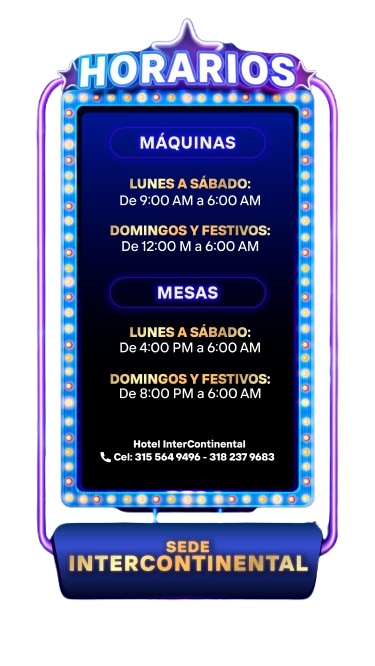 HORARIOS
MÁQUINAS
LUNES A SÁBADO:
De 9:00 AM a 6:00 AM
DOMINGOS Y FESTIVOS:
De 12:00 M a 6:00 AM
MESAS
LUNES A SÁBADO:
De 4:00 PM a 6:00 AM
DOMINGOS Y FESTIVOS:
De 8:00 PM a 6:00 AM
Hotel InterContinental
Cel: 315 564 9496 - 318 237 9683
SEDE
INTERCONTINENTAL